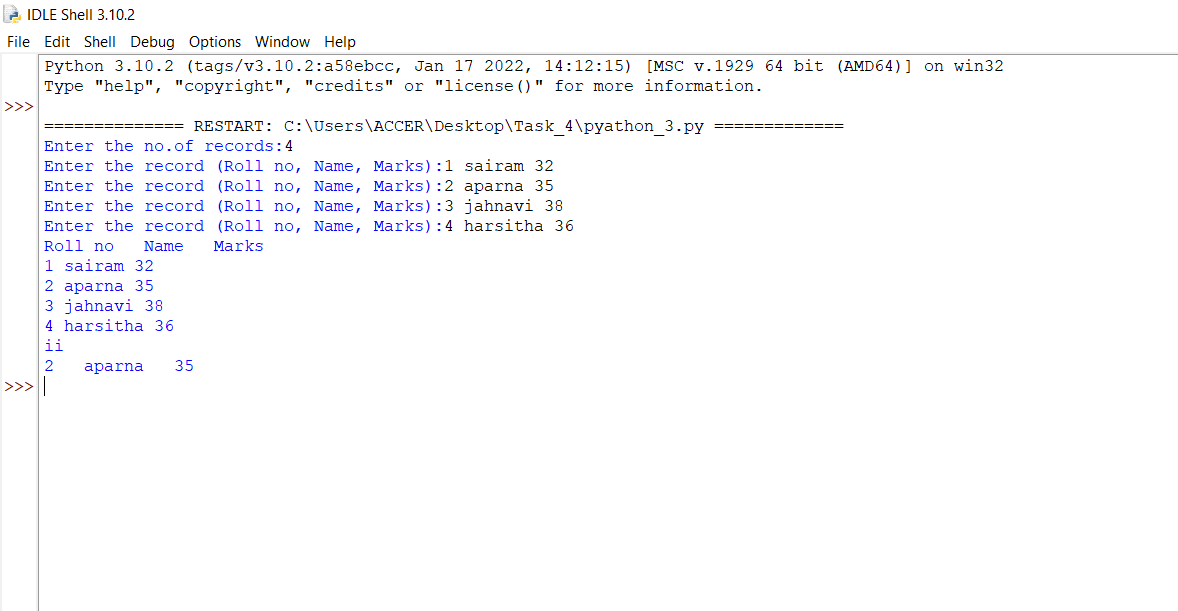 IDLE Shell 3.10.2
File Edit Shell Debug Options Window Help
Python 3.10.2 (tags/v3.10.2:a58ebcc, Jan 17 2022, 14:12:15) [MSC v.1929 64 bit (AMD64)] on win32
Type "help", "copyright", "credits" or "license()" for more information.
>>>
============== RESTART: C:\Users\ACCER\Desktop\Task_4\pyathon_3.py =============
Enter the no.of records:4
Enter the record (Roll no, Name, Marks):1 sairam 32
Enter the record (Roll no, Name, Marks):2 aparna 35
Enter the record (Roll no, Name, Marks):3 jahnavi 38
Enter the record (Roll no, Name, Marks):4 harsitha 36
Roll no   Name   Marks
1 sairam 32
2 aparna 35
3 jahnavi 38
4 harsitha 36
ii
2   aparna   35
>>>